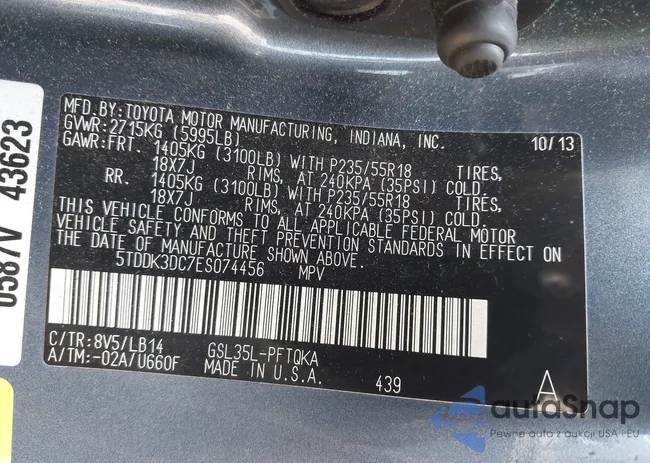 MFD. BY: TOYOTA MOTOR MANUFACTURING, INDIANA, INC. 10/13
GVWR: 2715KG (5995LB)
GAWR: FRT. 1405KG (3100LB) WITH P235/55R18 TIRES,
18X7J RIMS, AT 240KPA (35PSI) COLD.
RR. 1405KG (3100LB) WITH P235/55R18 TIRES,
18X7J RIMS, AT 240KPA (35PSI) COLD.
THIS VEHICLE CONFORMS TO ALL APPLICABLE FEDERAL MOTOR
VEHICLE SAFETY AND THEFT PREVENTION STANDARDS IN EFFECT ON
THE DATE OF MANUFACTURE SHOWN ABOVE.
5TDDK3DC7ES074456 MPV
C/TR: 8V5/LB14 GSL35L-PFTQKA
A/TM: -02A/U660F MADE IN U.S.A. 439 A
0587V 43623
autoSnap
Pewne auta z aukcji USA i EU